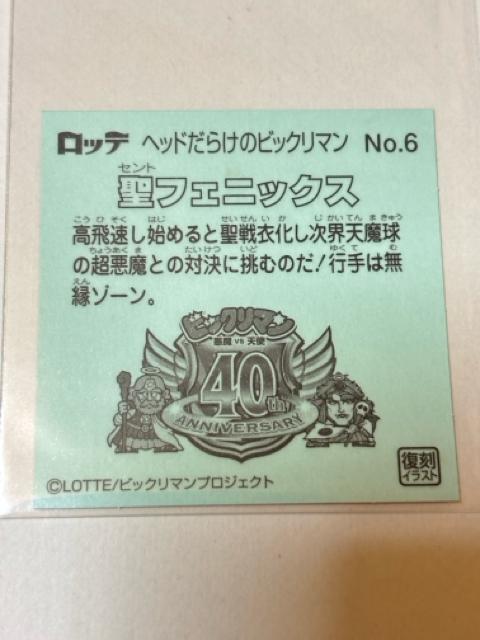 ロッテ ヘッドだらけのビックリマン No.6
セント
聖フェニックス
こうひそく はじ せいせんいか じかいてんまきゅう
高飛速し始めると聖戦衣化し次界天魔球
ちょうあくま たいけつ いど ゆくて む
の超悪魔との対決に挑むのだ!行手は無
えん
縁ゾーン。
ビックリマン
悪魔 VS 天使
40th
ANNIVERSARY
©LOTTE/ビックリマンプロジェクト
復刻
イラスト